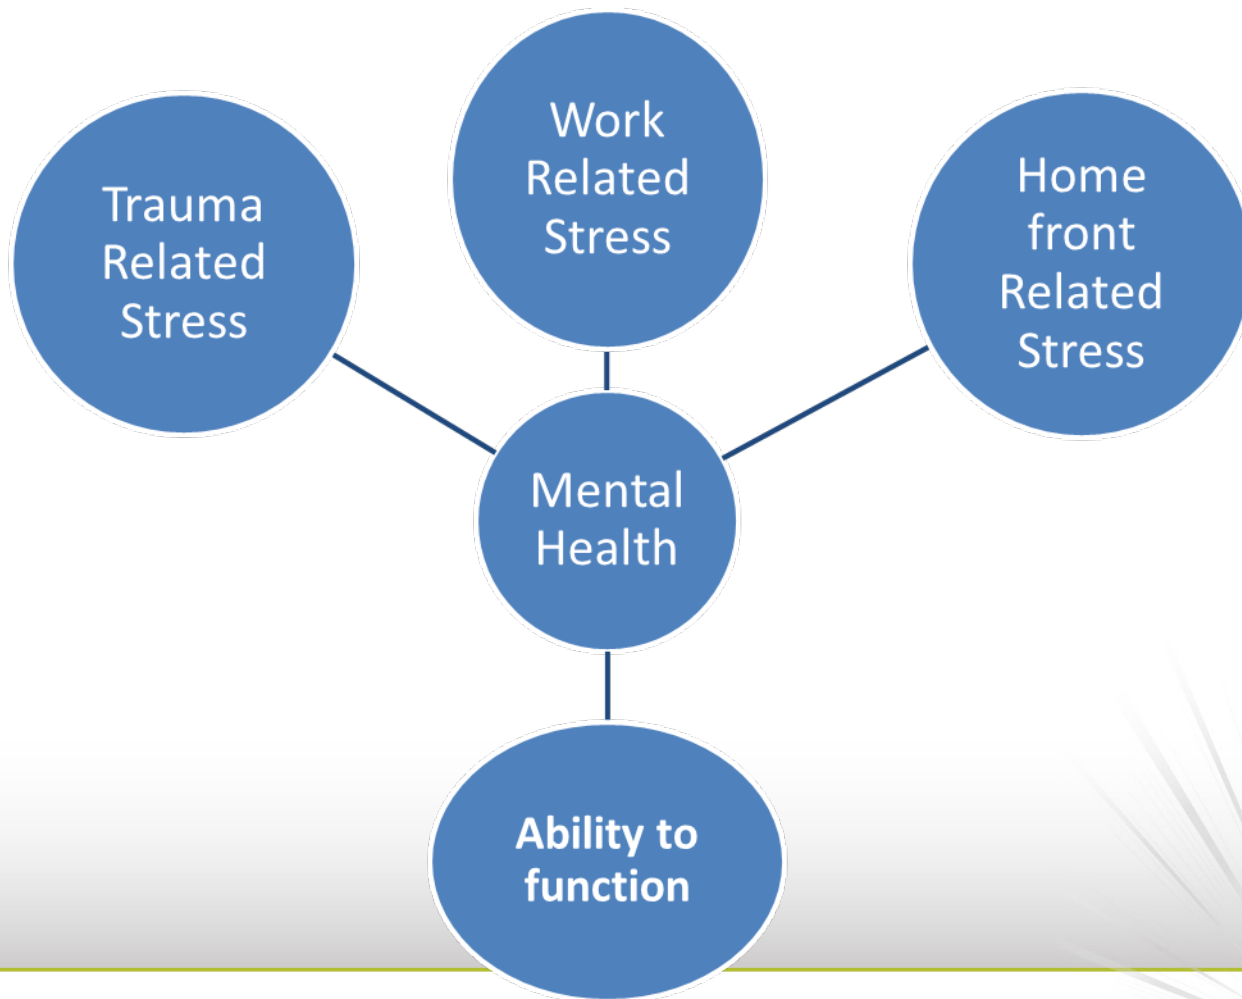 Trauma
Related
Stress
Work
Related
Stress
Home
front
Related
Stress
Mental
Health
Ability to
function